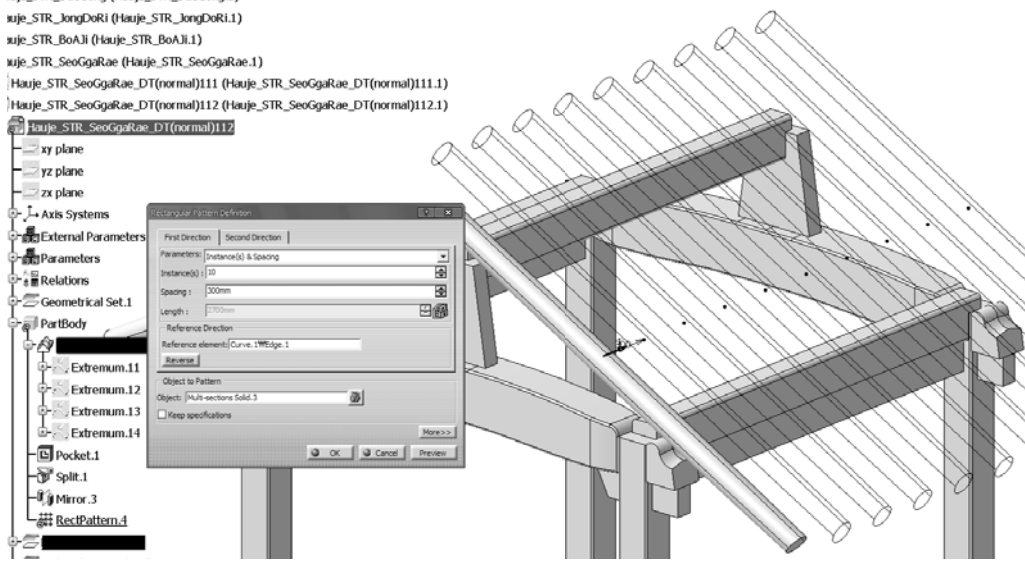 auje_STR_JongDoRi (Hauje_STR_JongDoRi.1)
auje_STR_BoAJi (Hauje_STR_BoAJi.1)
auje_STR_SeoGgaRae (Hauje_STR_SeoGgaRae.1)
Hauje_STR_SeoGgaRae_DT(normal)111 (Hauje_STR_SeoGgaRae_DT(normal)111.1)
Hauje_STR_SeoGgaRae_DT(normal)112 (Hauje_STR_SeoGgaRae_DT(normal)112.1)
Hauje_STR_SeoGgaRae_DT(normal)112
xy plane
yz plane
zx plane
Axis Systems
External Parameters
Parameters
Relations
Geometrical Set.1
PartBody
Extremum.11
Extremum.12
Extremum.13
Extremum.14
Pocket.1
Split.1
Mirror.3
RectPattern.4
Rectangular Pattern Definition
First Direction
Second Direction
Parameters: Instance(s) & Spacing
Instance(s) : 10
Spacing : 300mm
Length : 2700mm
Reference Direction
Reference element: Curve.1₩Edge.1
Reverse
Object to Pattern
Object: Multi-sections Solid.3
Keep specifications
More>>
OK
Cancel
Preview